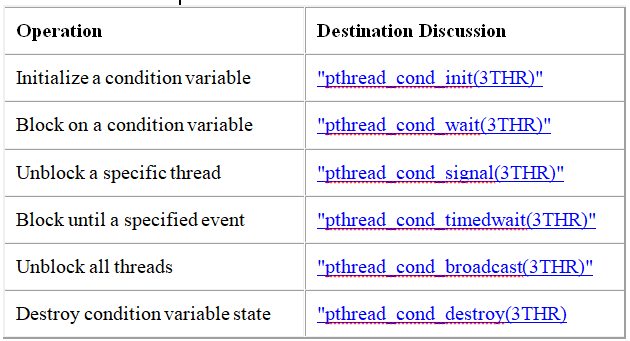 Operation Destination Discussion
Initialize a condition variable "pthread_cond_init(3THR)"
Block on a condition variable "pthread_cond_wait(3THR)"
Unblock a specific thread "pthread_cond_signal(3THR)"
Block until a specified event "pthread_cond_timedwait(3THR)"
Unblock all threads "pthread_cond_broadcast(3THR)"
Destroy condition variable state "pthread_cond_destroy(3THR)